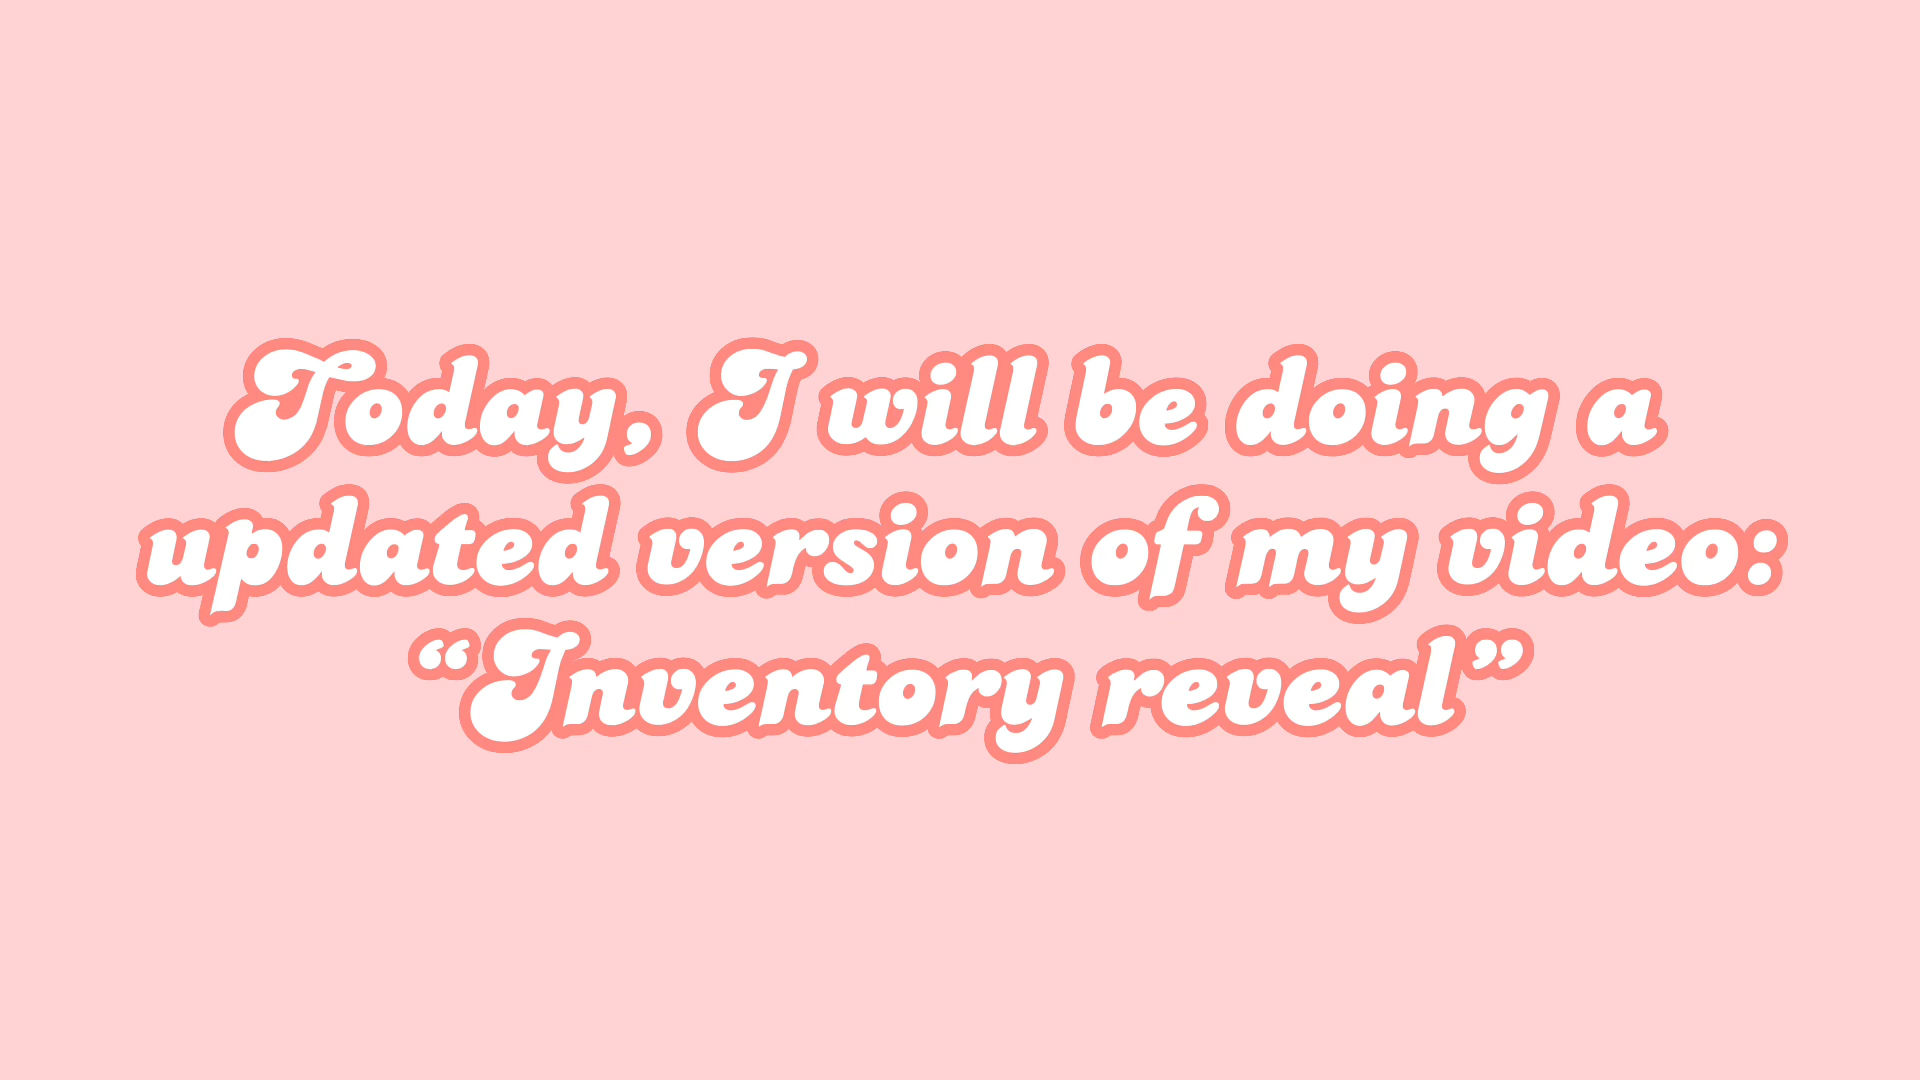 Today, I will be doing a
updated version of my video:
“Inventory reveal”